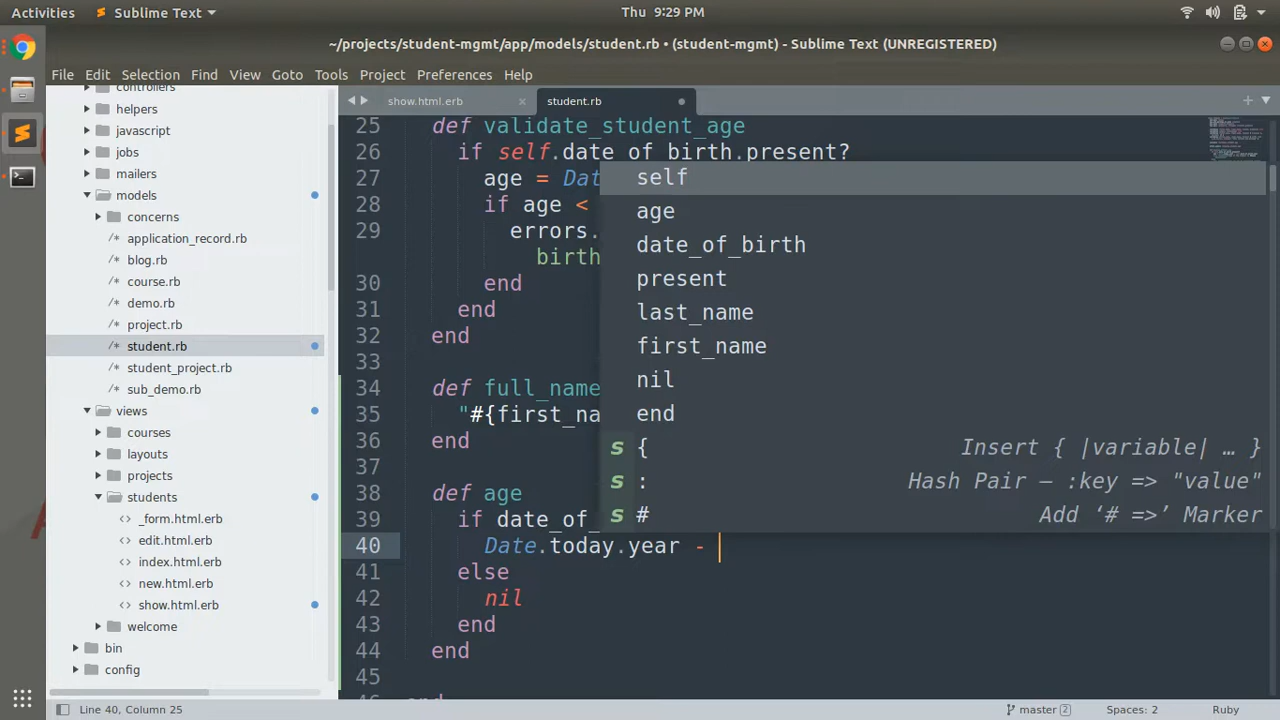 Activities Sublime Text Thu 9:29 PM
~/projects/student-mgmt/app/models/student.rb • (student-mgmt) - Sublime Text (UNREGISTERED)
File Edit Selection Find View Goto Tools Project Preferences Help
controllers
helpers
javascript
jobs
mailers
models
concerns
/* application_record.rb
/* blog.rb
/* course.rb
/* demo.rb
/* project.rb
/* student.rb
/* student_project.rb
/* sub_demo.rb
views
courses
layouts
projects
students
<> _form.html.erb
<> edit.html.erb
<> index.html.erb
<> new.html.erb
<> show.html.erb
welcome
bin
config
show.html.erb × student.rb
25 def validate_student_age
26 if self.date_of_birth.present?
27 age = Dat
28 if age <
29 errors.
birth
30 end
31 end
32 end
33
34 def full_name
35 "#{first_na
36 end
37
38 def age
39 if date_of_
40 Date.today.year -
41 else
42 nil
43 end
44 end
45
46 end
self
age
date_of_birth
present
last_name
first_name
nil
end
s { Insert { |variable| … }
s : Hash Pair — :key => "value"
s # Add ‘# =>’ Marker
Line 40, Column 25 master 2 Spaces: 2 Ruby